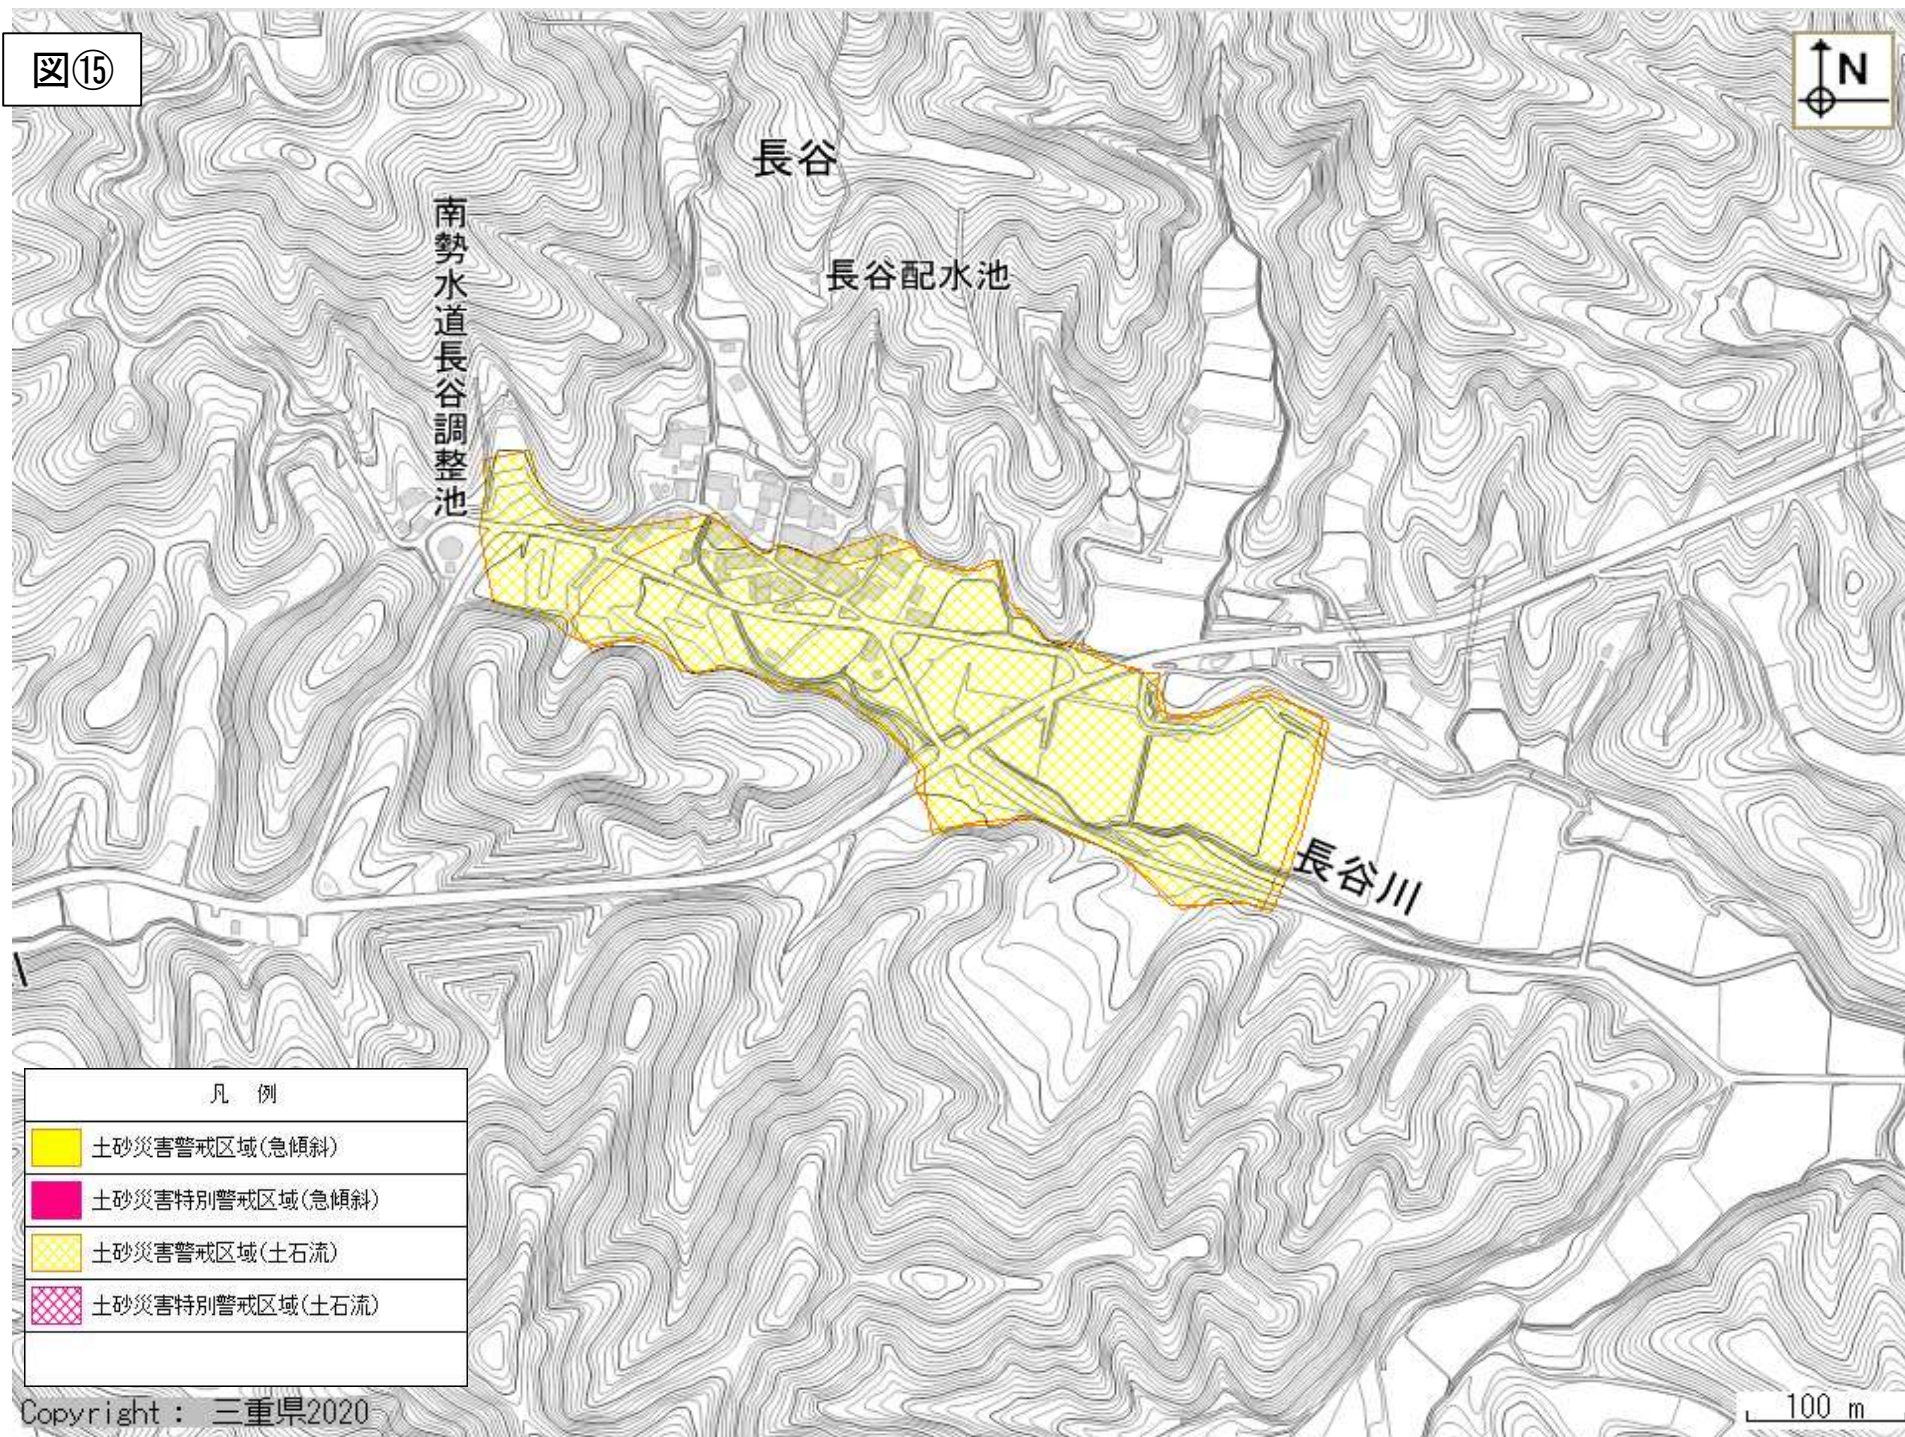 図⑮
N
長谷
南勢水道長谷調整池
長谷配水池
長谷川
凡 例
土砂災害警戒区域(急傾斜)
土砂災害特別警戒区域(急傾斜)
土砂災害警戒区域(土石流)
土砂災害特別警戒区域(土石流)
Copyright : 三重県2020
100 m